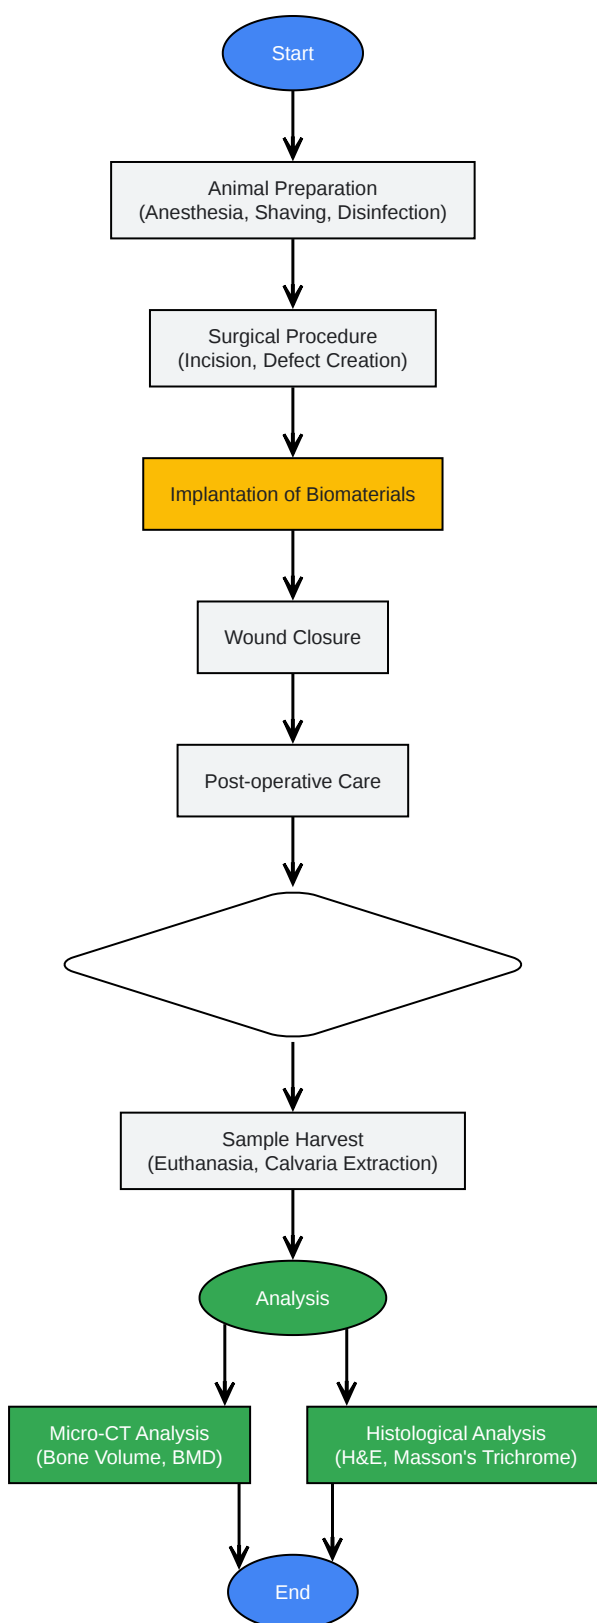 Start
Animal Preparation
(Anesthesia, Shaving, Disinfection)
Surgical Procedure
(Incision, Defect Creation)
Implantation of Biomaterials
Wound Closure
Post-operative Care
Sample Harvest
(Euthanasia, Calvaria Extraction)
Analysis
Micro-CT Analysis
(Bone Volume, BMD)
Histological Analysis
(H&E, Masson's Trichrome)
End